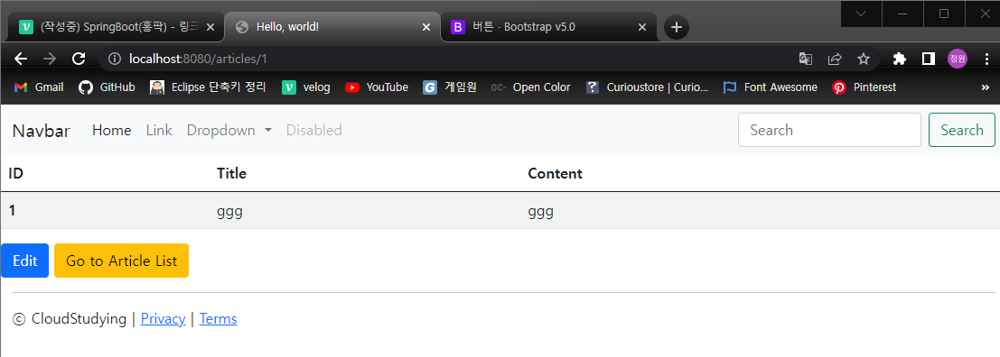 (작성중) SpringBoot(홍팍) - 링크
Hello, world!
버튼 · Bootstrap v5.0
localhost:8080/articles/1
정원
Gmail GitHub Eclipse 단축키 정리 velog YouTube 게임원 OC- Open Color Curioustore | Curio... Font Awesome Pinterest »
Navbar Home Link Dropdown Disabled Search Search
ID Title Content
1 ggg ggg
Edit Go to Article List
ⓒ CloudStudying | Privacy | Terms